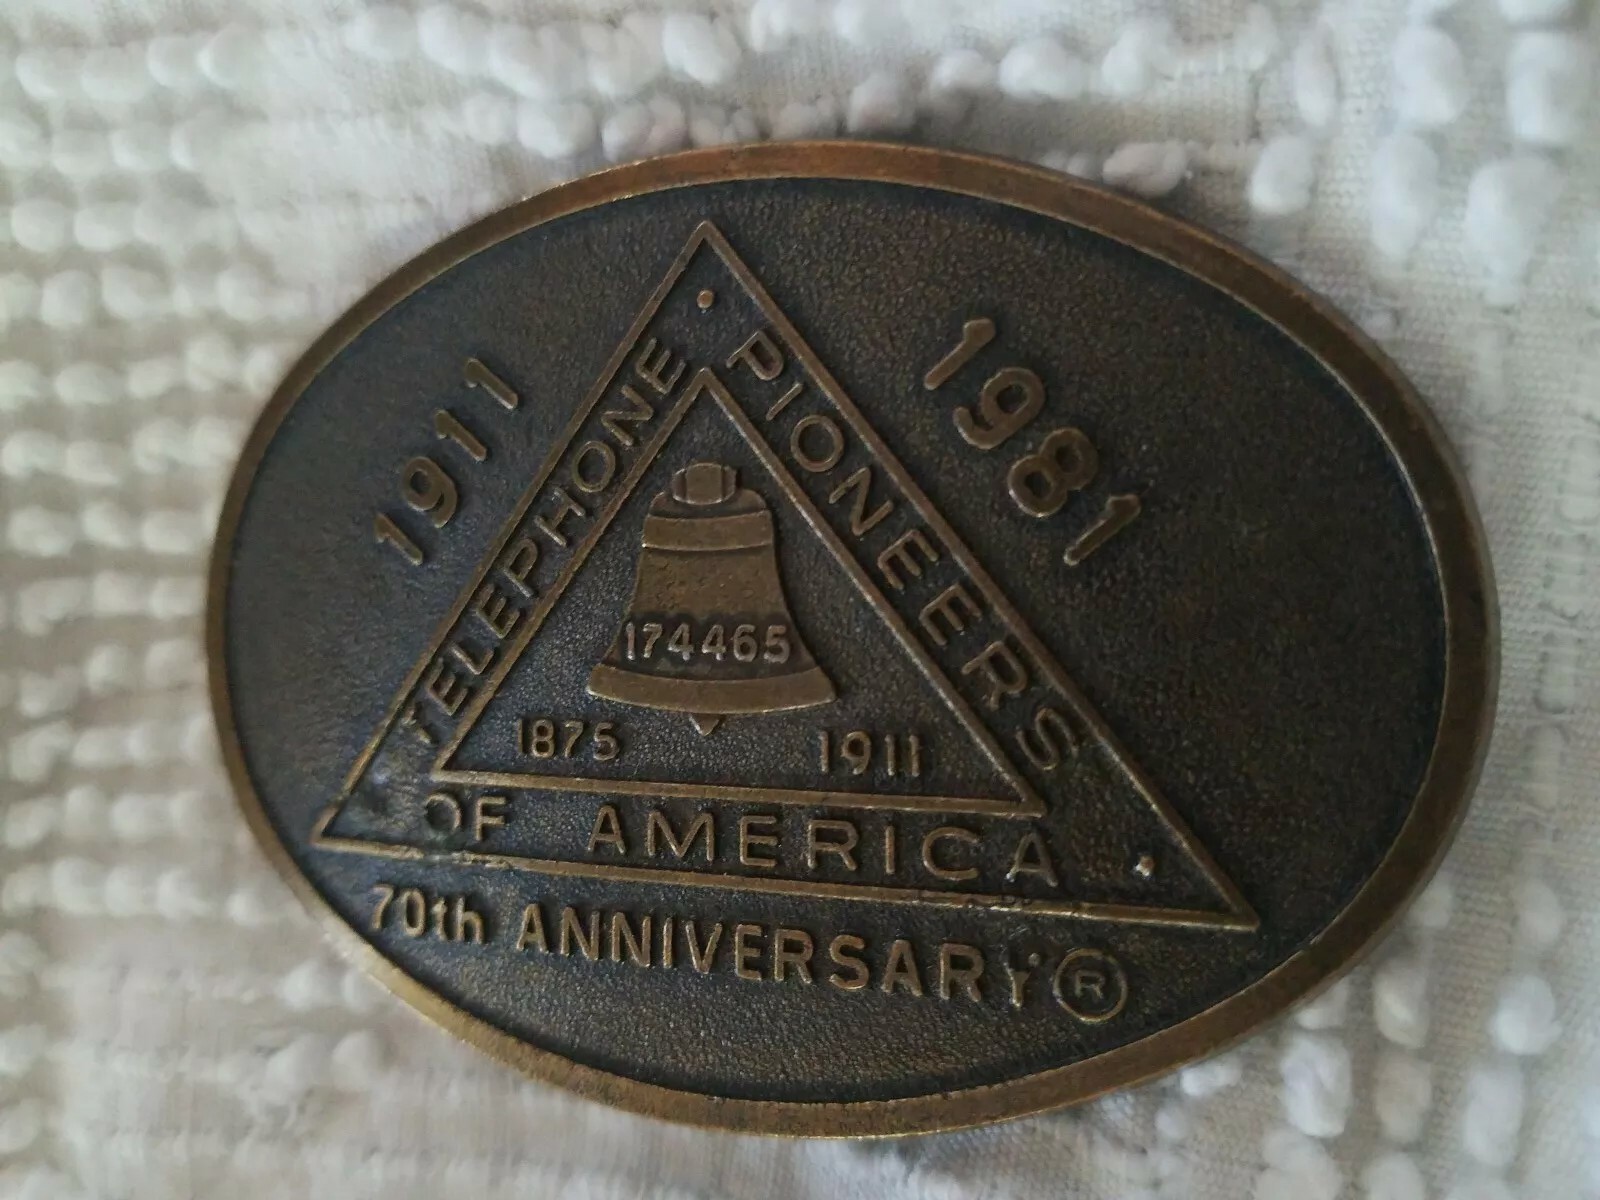 1911
1981
TELEPHONE PIONEERS
174465
1875 1911
OF AMERICA
70th ANNIVERSARY ®